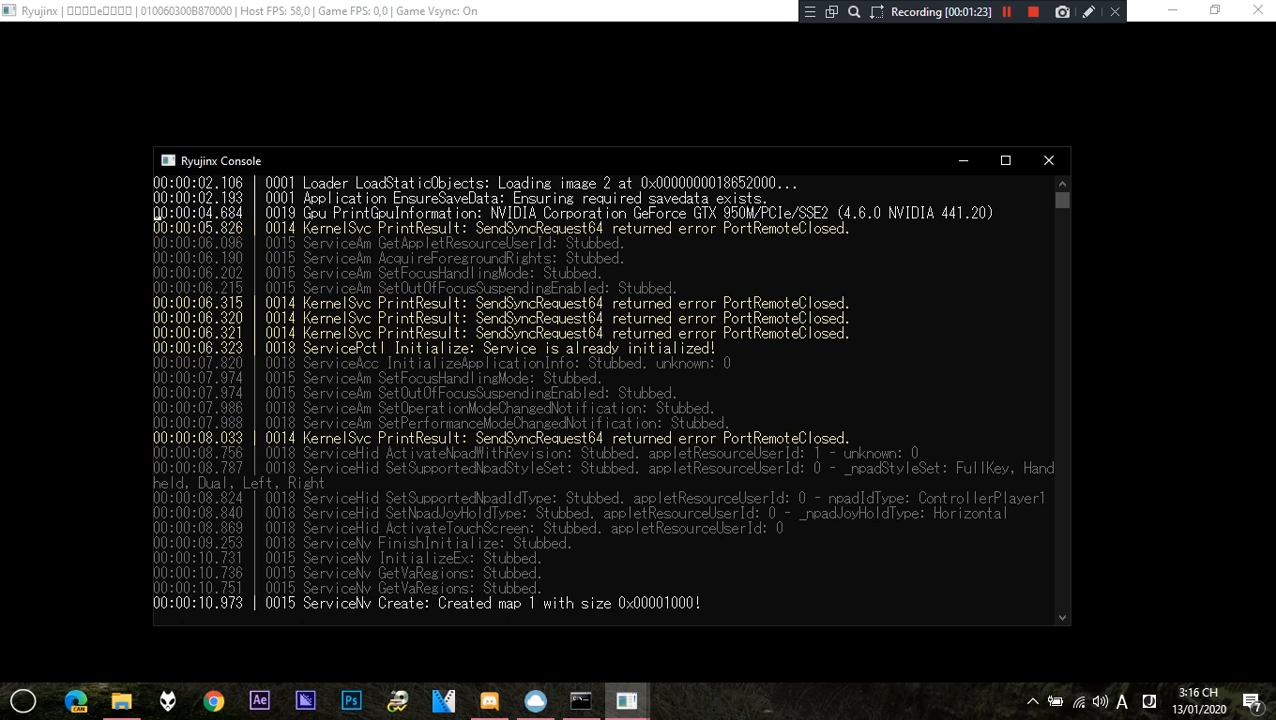 Ryujinx | □□□□e□□□□ | 010060300B870000 | Host FPS: 58,0 | Game FPS: 0,0 | Game Vsync: On
Recording [00:01:23]
Ryujinx Console
00:00:02.106 | 0001 Loader LoadStaticObjects: Loading image 2 at 0x0000000018652000...
00:00:02.193 | 0001 Application EnsureSaveData: Ensuring required savedata exists.
00:00:04.684 | 0019 Gpu PrintGpuInformation: NVIDIA Corporation GeForce GTX 950M/PCIe/SSE2 (4.6.0 NVIDIA 441.20)
00:00:05.826 | 0014 KernelSvc PrintResult: SendSyncRequest64 returned error PortRemoteClosed.
00:00:06.096 | 0015 ServiceAm GetAppletResourceUserId: Stubbed.
00:00:06.190 | 0015 ServiceAm AcquireForegroundRights: Stubbed.
00:00:06.202 | 0015 ServiceAm SetFocusHandlingMode: Stubbed.
00:00:06.215 | 0015 ServiceAm SetOutOfFocusSuspendingEnabled: Stubbed.
00:00:06.315 | 0014 KernelSvc PrintResult: SendSyncRequest64 returned error PortRemoteClosed.
00:00:06.320 | 0014 KernelSvc PrintResult: SendSyncRequest64 returned error PortRemoteClosed.
00:00:06.321 | 0014 KernelSvc PrintResult: SendSyncRequest64 returned error PortRemoteClosed.
00:00:06.323 | 0018 ServicePctl Initialize: Service is already initialized!
00:00:07.820 | 0018 ServiceAcc InitializeApplicationInfo: Stubbed. unknown: 0
00:00:07.974 | 0015 ServiceAm SetFocusHandlingMode: Stubbed.
00:00:07.974 | 0015 ServiceAm SetOutOfFocusSuspendingEnabled: Stubbed.
00:00:07.986 | 0018 ServiceAm SetOperationModeChangedNotification: Stubbed.
00:00:07.988 | 0018 ServiceAm SetPerformanceModeChangedNotification: Stubbed.
00:00:08.033 | 0014 KernelSvc PrintResult: SendSyncRequest64 returned error PortRemoteClosed.
00:00:08.756 | 0018 ServiceHid ActivateNpadWithRevision: Stubbed. appletResourceUserId: 1 - unknown: 0
00:00:08.787 | 0018 ServiceHid SetSupportedNpadStyleSet: Stubbed. appletResourceUserId: 0 - _npadStyleSet: FullKey, Hand
held, Dual, Left, Right
00:00:08.824 | 0018 ServiceHid SetSupportedNpadIdType: Stubbed. appletResourceUserId: 0 - npadIdType: ControllerPlayer1
00:00:08.840 | 0018 ServiceHid SetNpadJoyHoldType: Stubbed. appletResourceUserId: 0 - _npadJoyHoldType: Horizontal
00:00:08.869 | 0018 ServiceHid ActivateTouchScreen: Stubbed. appletResourceUserId: 0
00:00:09.253 | 0018 ServiceNv FinishInitialize: Stubbed.
00:00:10.731 | 0015 ServiceNv InitializeEx: Stubbed.
00:00:10.736 | 0015 ServiceNv GetVaRegions: Stubbed.
00:00:10.751 | 0015 ServiceNv GetVaRegions: Stubbed.
00:00:10.973 | 0015 ServiceNv Create: Created map 1 with size 0x00001000!
CAN
Ae
Ps
A
3:16 CH
13/01/2020
7